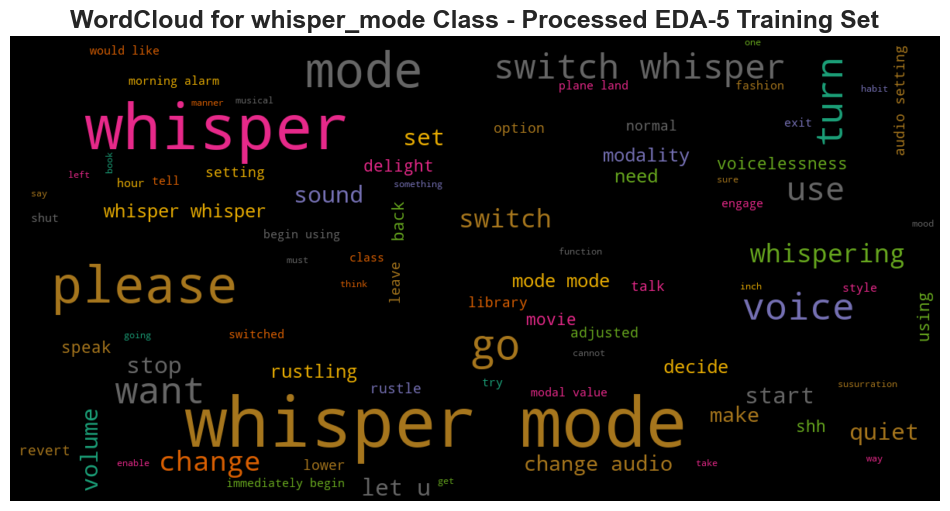 WordCloud for whisper_mode Class - Processed EDA-5 Training Set
would like
mode
switch whisper
one
plane land
fashion
turn
audio setting
habit
morning alarm
manner
musical
whisper
set
option
normal
exit
book
left
hour
tell
setting
delight
something
modality
need
voicelessness
sure
use
say
shut
whisper whisper
sound
back
switch
engage
mood
begin using
must
class
think
leave
function
whispering
please
mode mode
talk
library
movie
inch
style
voice
using
going
switched
speak
adjusted
go
cannot
stop
want
rustling
rustle
try
modal value
decide
start
susurration
whisper mode
make
shh
quiet
volume
revert
enable
change
lower
change audio
take
way
immediately begin
let u
get